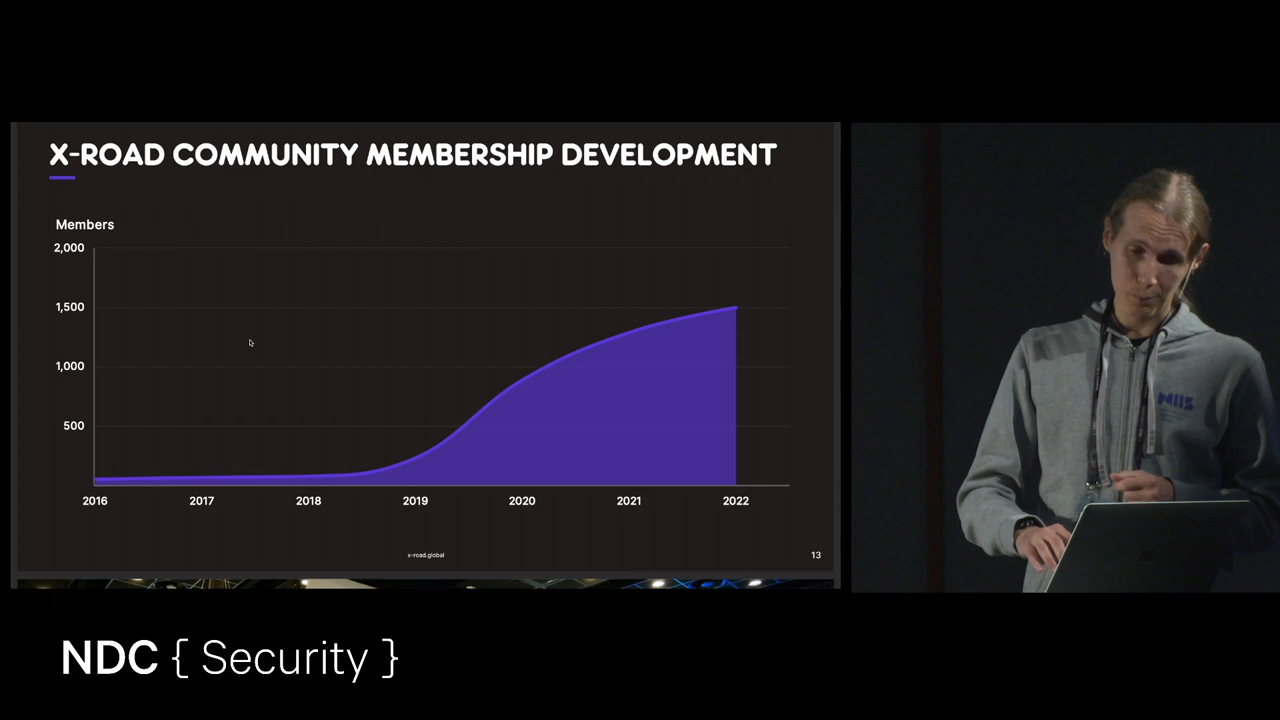 X-ROAD COMMUNITY MEMBERSHIP DEVELOPMENT
Members
2,000
1,500
1,000
500
2016 2017 2018 2019 2020 2021 2022
x-road.global
13
NIIS
NDC { Security }